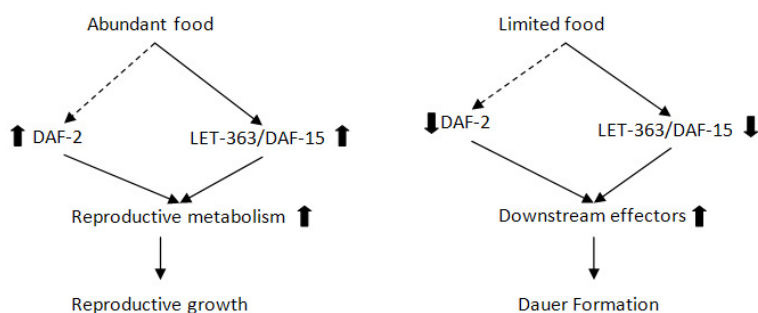 Abundant food
DAF-2
LET-363/DAF-15
Reproductive metabolism
Reproductive growth
Limited food
DAF-2
LET-363/DAF-15
Downstream effectors
Dauer Formation